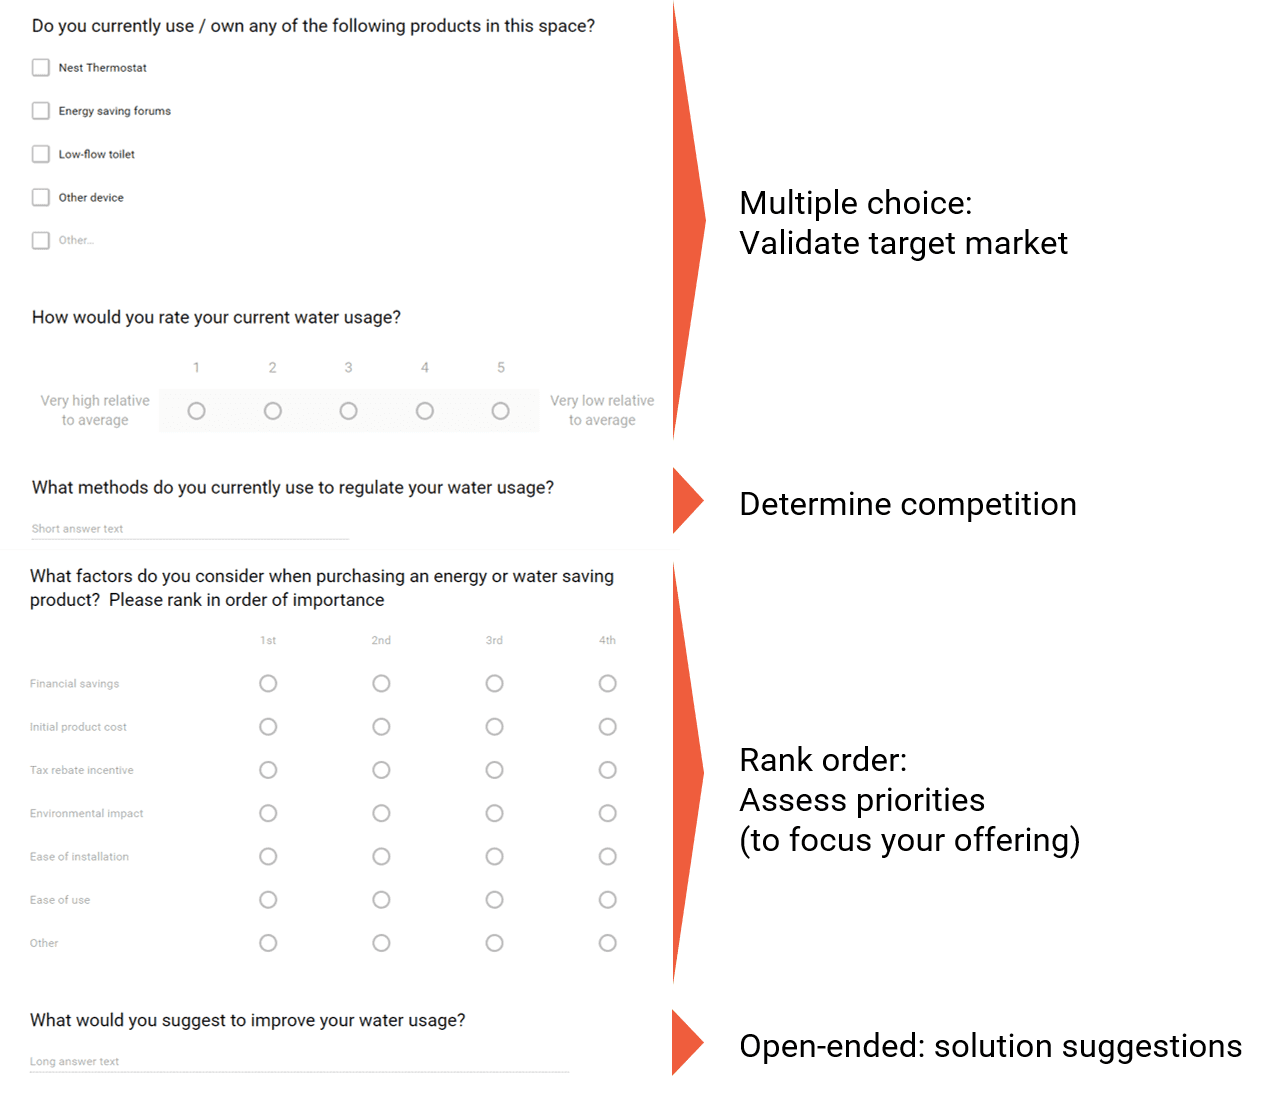 Do you currently use / own any of the following products in this space?
Nest Thermostat
Energy saving forums
Low-flow toilet
Other device
Other...
Multiple choice:
Validate target market
How would you rate your current water usage?
1 2 3 4 5
Very high relative
to average
Very low relative
to average
What methods do you currently use to regulate your water usage?
Short answer text
Determine competition
What factors do you consider when purchasing an energy or water saving
product? Please rank in order of importance
1st 2nd 3rd 4th
Financial savings
Initial product cost
Tax rebate incentive
Environmental impact
Ease of installation
Ease of use
Other
Rank order:
Assess priorities
(to focus your offering)
What would you suggest to improve your water usage?
Long answer text
Open-ended: solution suggestions